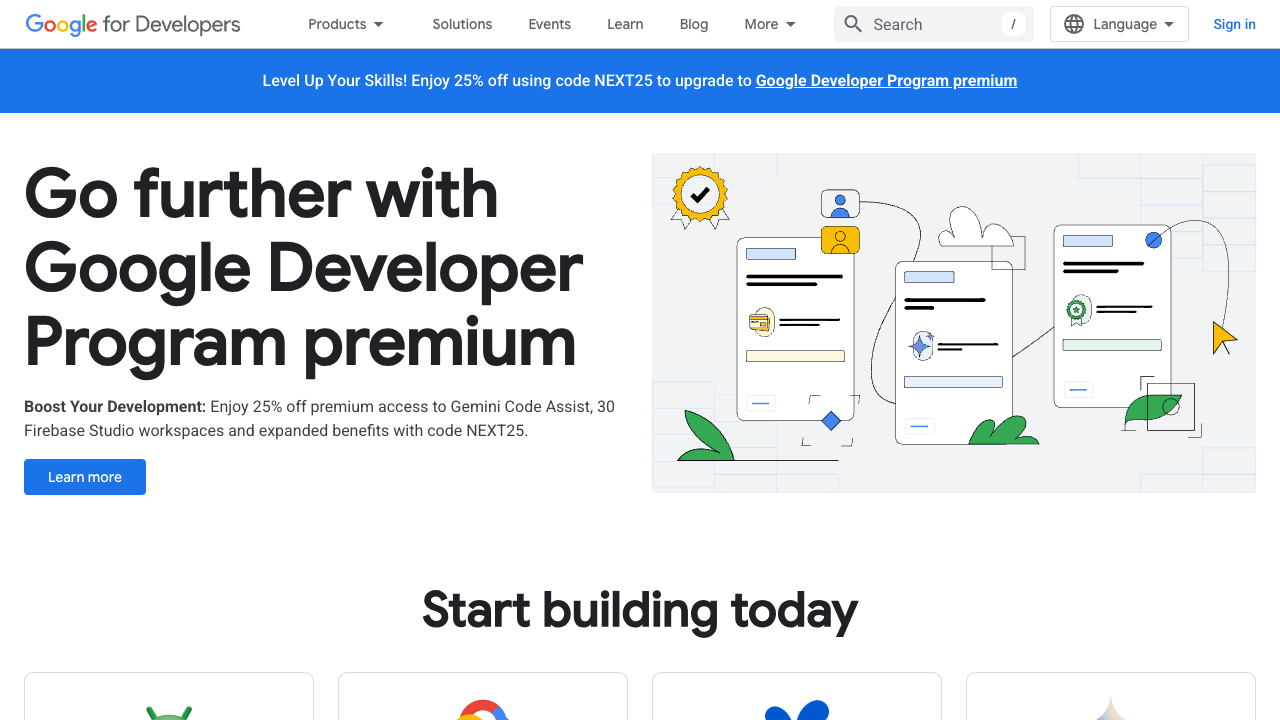 Google for Developers
Products
Solutions
Events
Learn
Blog
More
Search
/
Language
Sign in
Level Up Your Skills! Enjoy 25% off using code NEXT25 to upgrade to Google Developer Program premium
Go further with
Google Developer
Program premium
Boost Your Development: Enjoy 25% off premium access to Gemini Code Assist, 30
Firebase Studio workspaces and expanded benefits with code NEXT25.
Learn more
Start building today